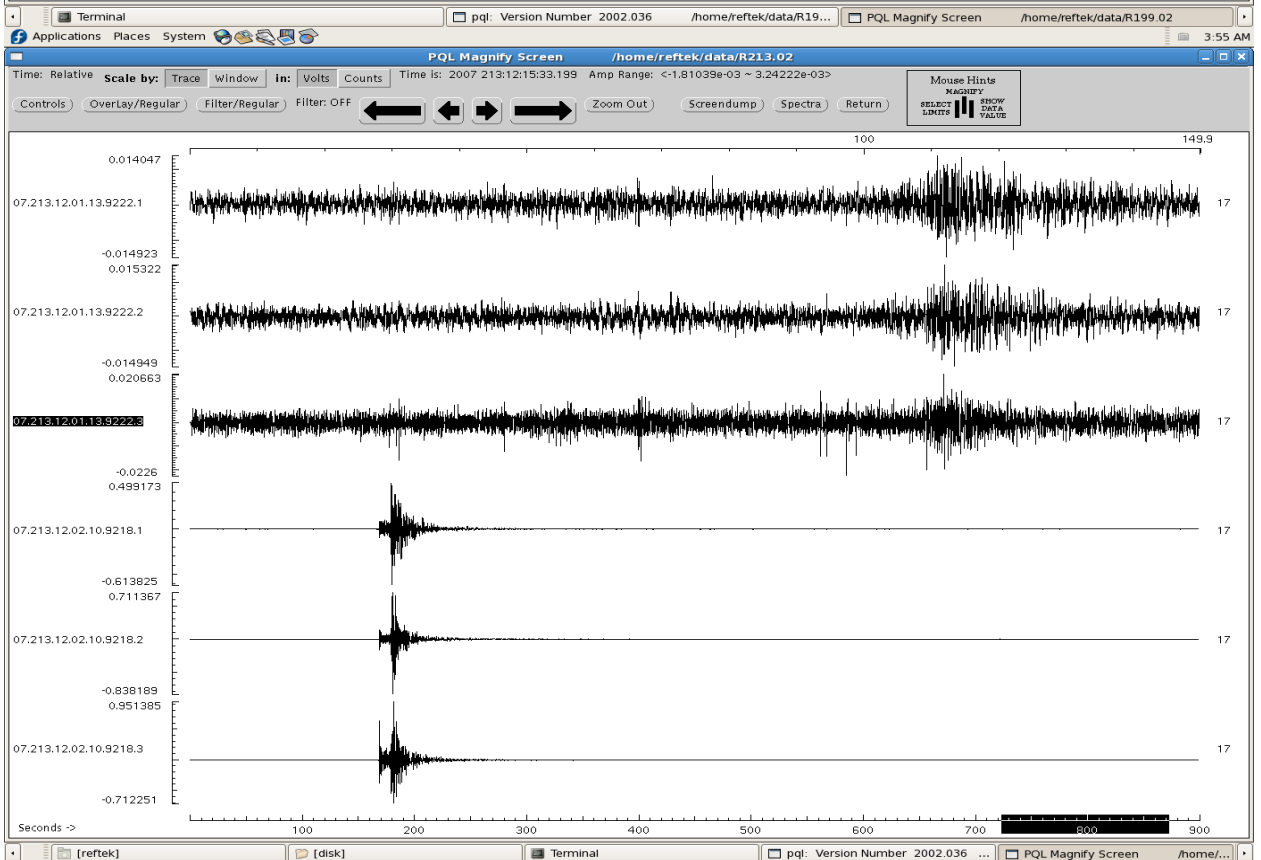 Terminal pql: Version Number 2002.036 /home/reftek/data/R19... PQL Magnify Screen /home/reftek/data/R199.02
Applications Places System 3:55 AM
PQL Magnify Screen /home/reftek/data/R213.02
Time: Relative Scale by: Trace Window in: Volts Counts Time is: 2007 213:12:15:33.199 Amp Range: <-1.81039e-03 ~ 3.24222e-03>
Controls OverLay/Regular Filter/Regular Filter: OFF Zoom Out Screendump Spectra Return
Mouse Hints
MAGNIFY
SELECT LIMITS SHOW DATA VALUE
100 149.9
0.014047
07.213.12.01.13.9222.1 17
-0.014923
0.015322
07.213.12.01.13.9222.2 17
-0.014949
0.020663
07.213.12.01.13.9222.3 17
-0.0226
0.499173
07.213.12.02.10.9218.1 17
-0.613825
0.711367
07.213.12.02.10.9218.2 17
-0.838189
0.951385
07.213.12.02.10.9218.3 17
-0.712251
Seconds -> 100 200 300 400 500 600 700 800 900
[reftek] [disk] Terminal pql: Version Number 2002.036 ... PQL Magnify Screen /home/...